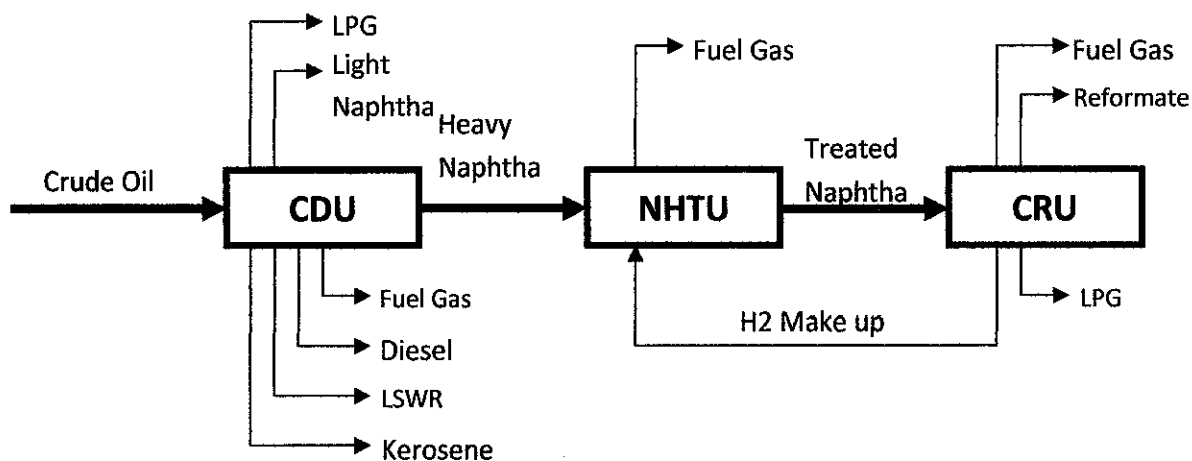 LPG
Light
Naphtha
Heavy
Naphtha
Crude Oil
CDU
Fuel Gas
Diesel
LSWR
Kerosene
Fuel Gas
NHTU
Treated
Naphtha
H2 Make up
Fuel Gas
Reformate
CRU
LPG